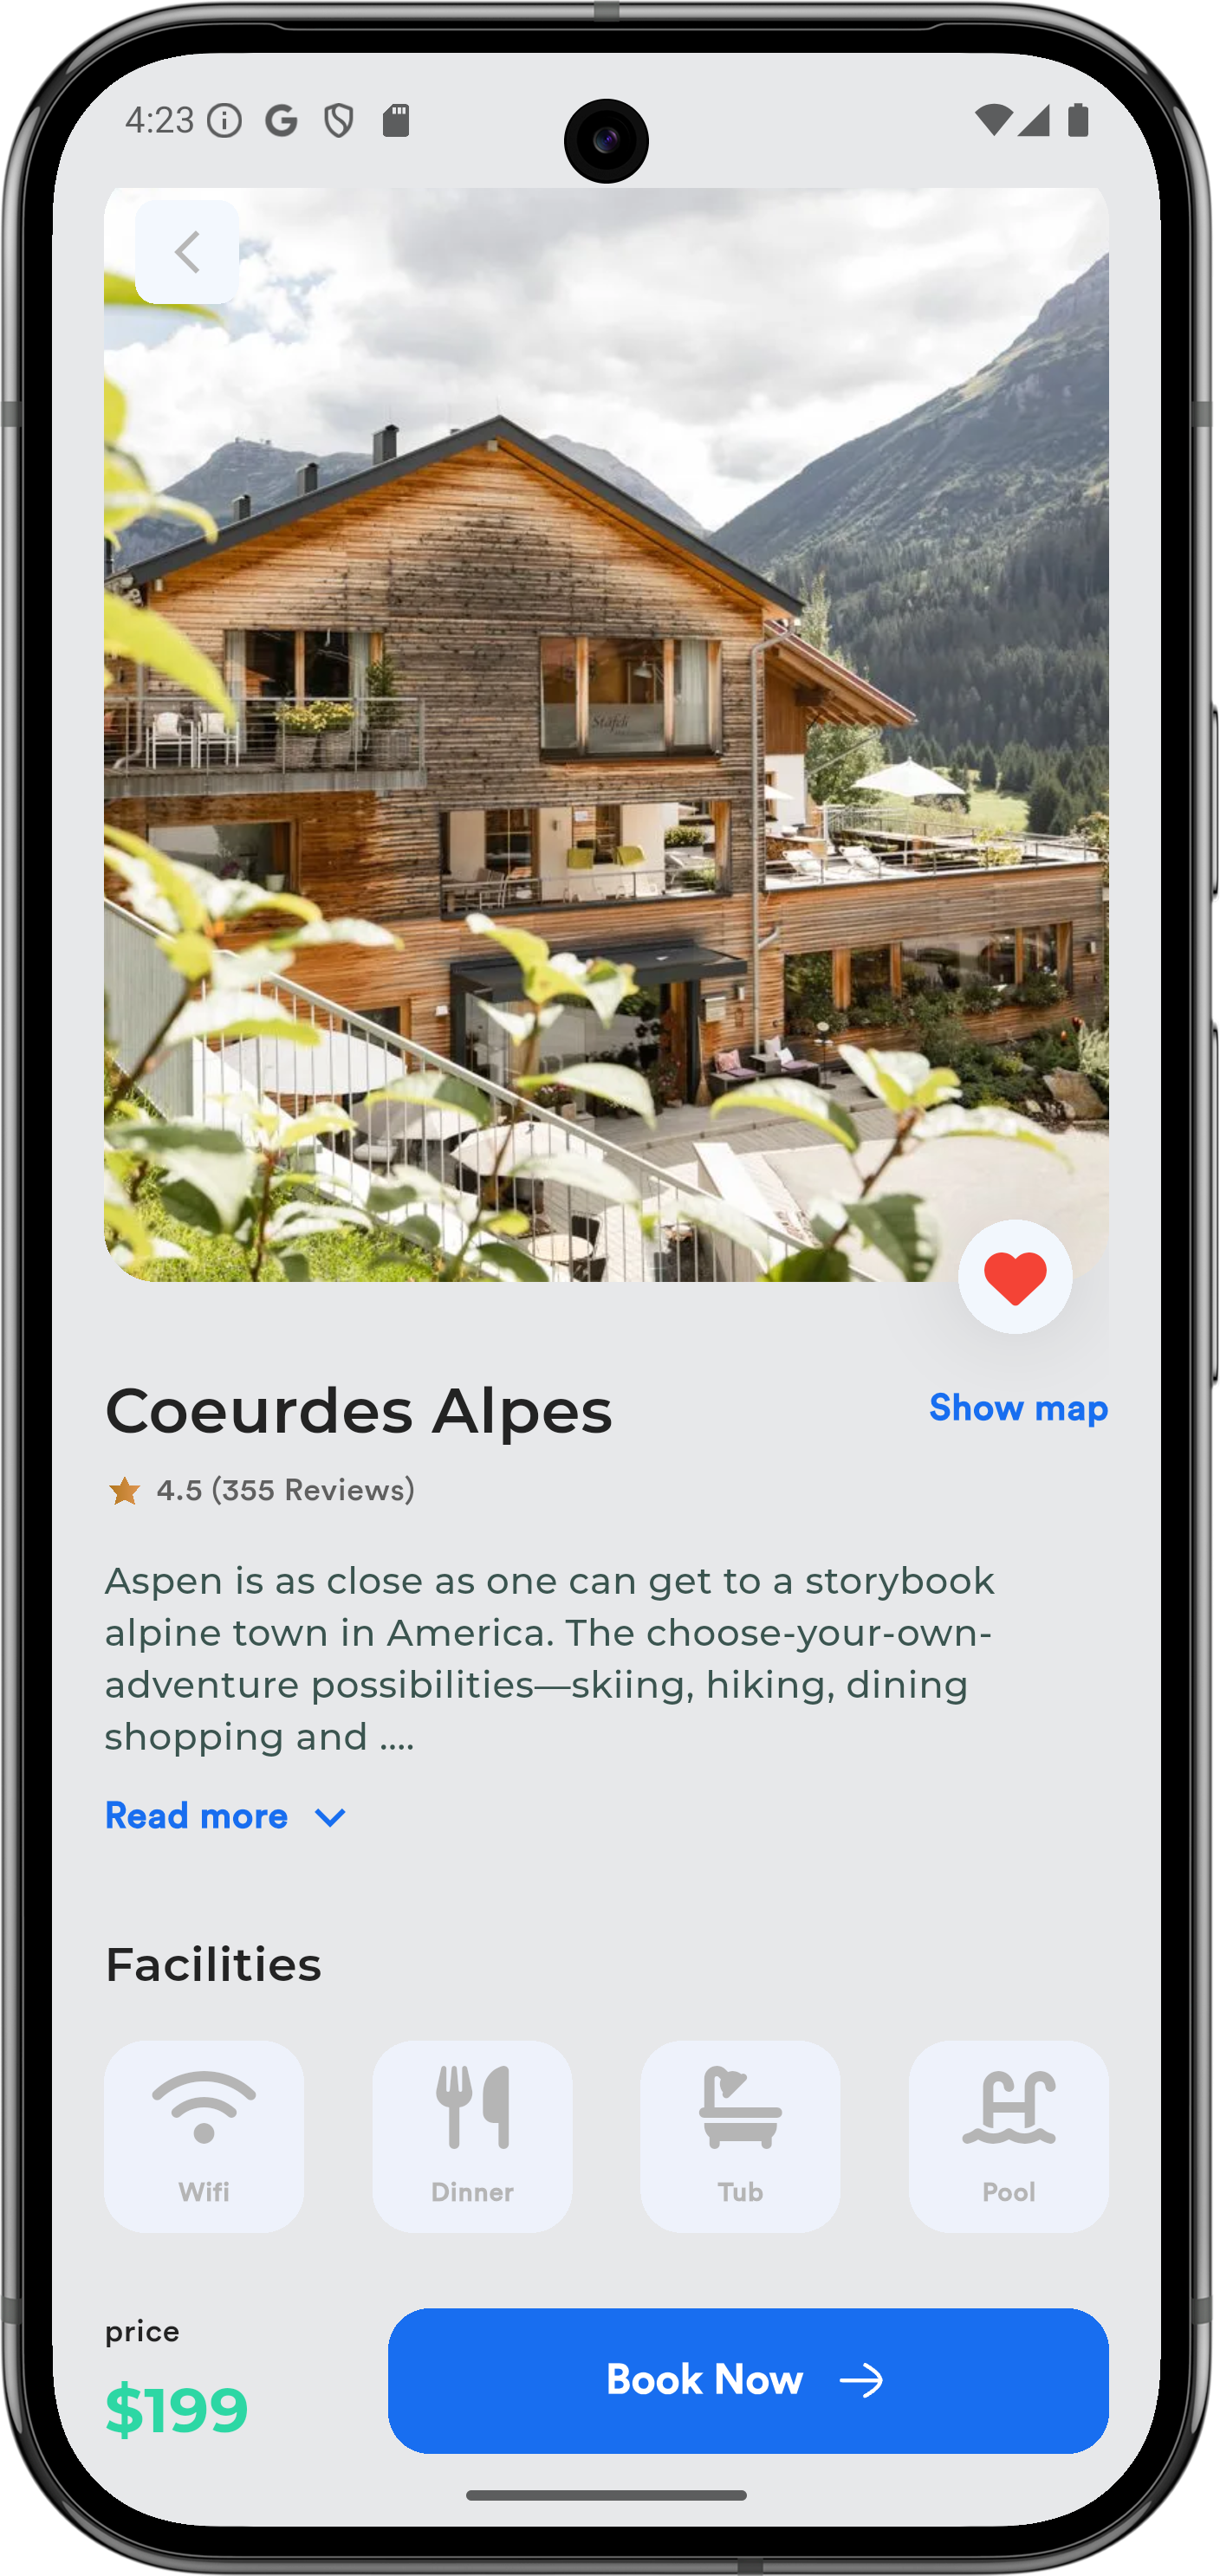 4:23
Stäfeli
Coeurdes Alpes
Show map
4.5 (355 Reviews)
Aspen is as close as one can get to a storybook
alpine town in America. The choose-your-own-
adventure possibilities—skiing, hiking, dining
shopping and ....
Read more
Facilities
Wifi
Dinner
Tub
Pool
price
$199
Book Now